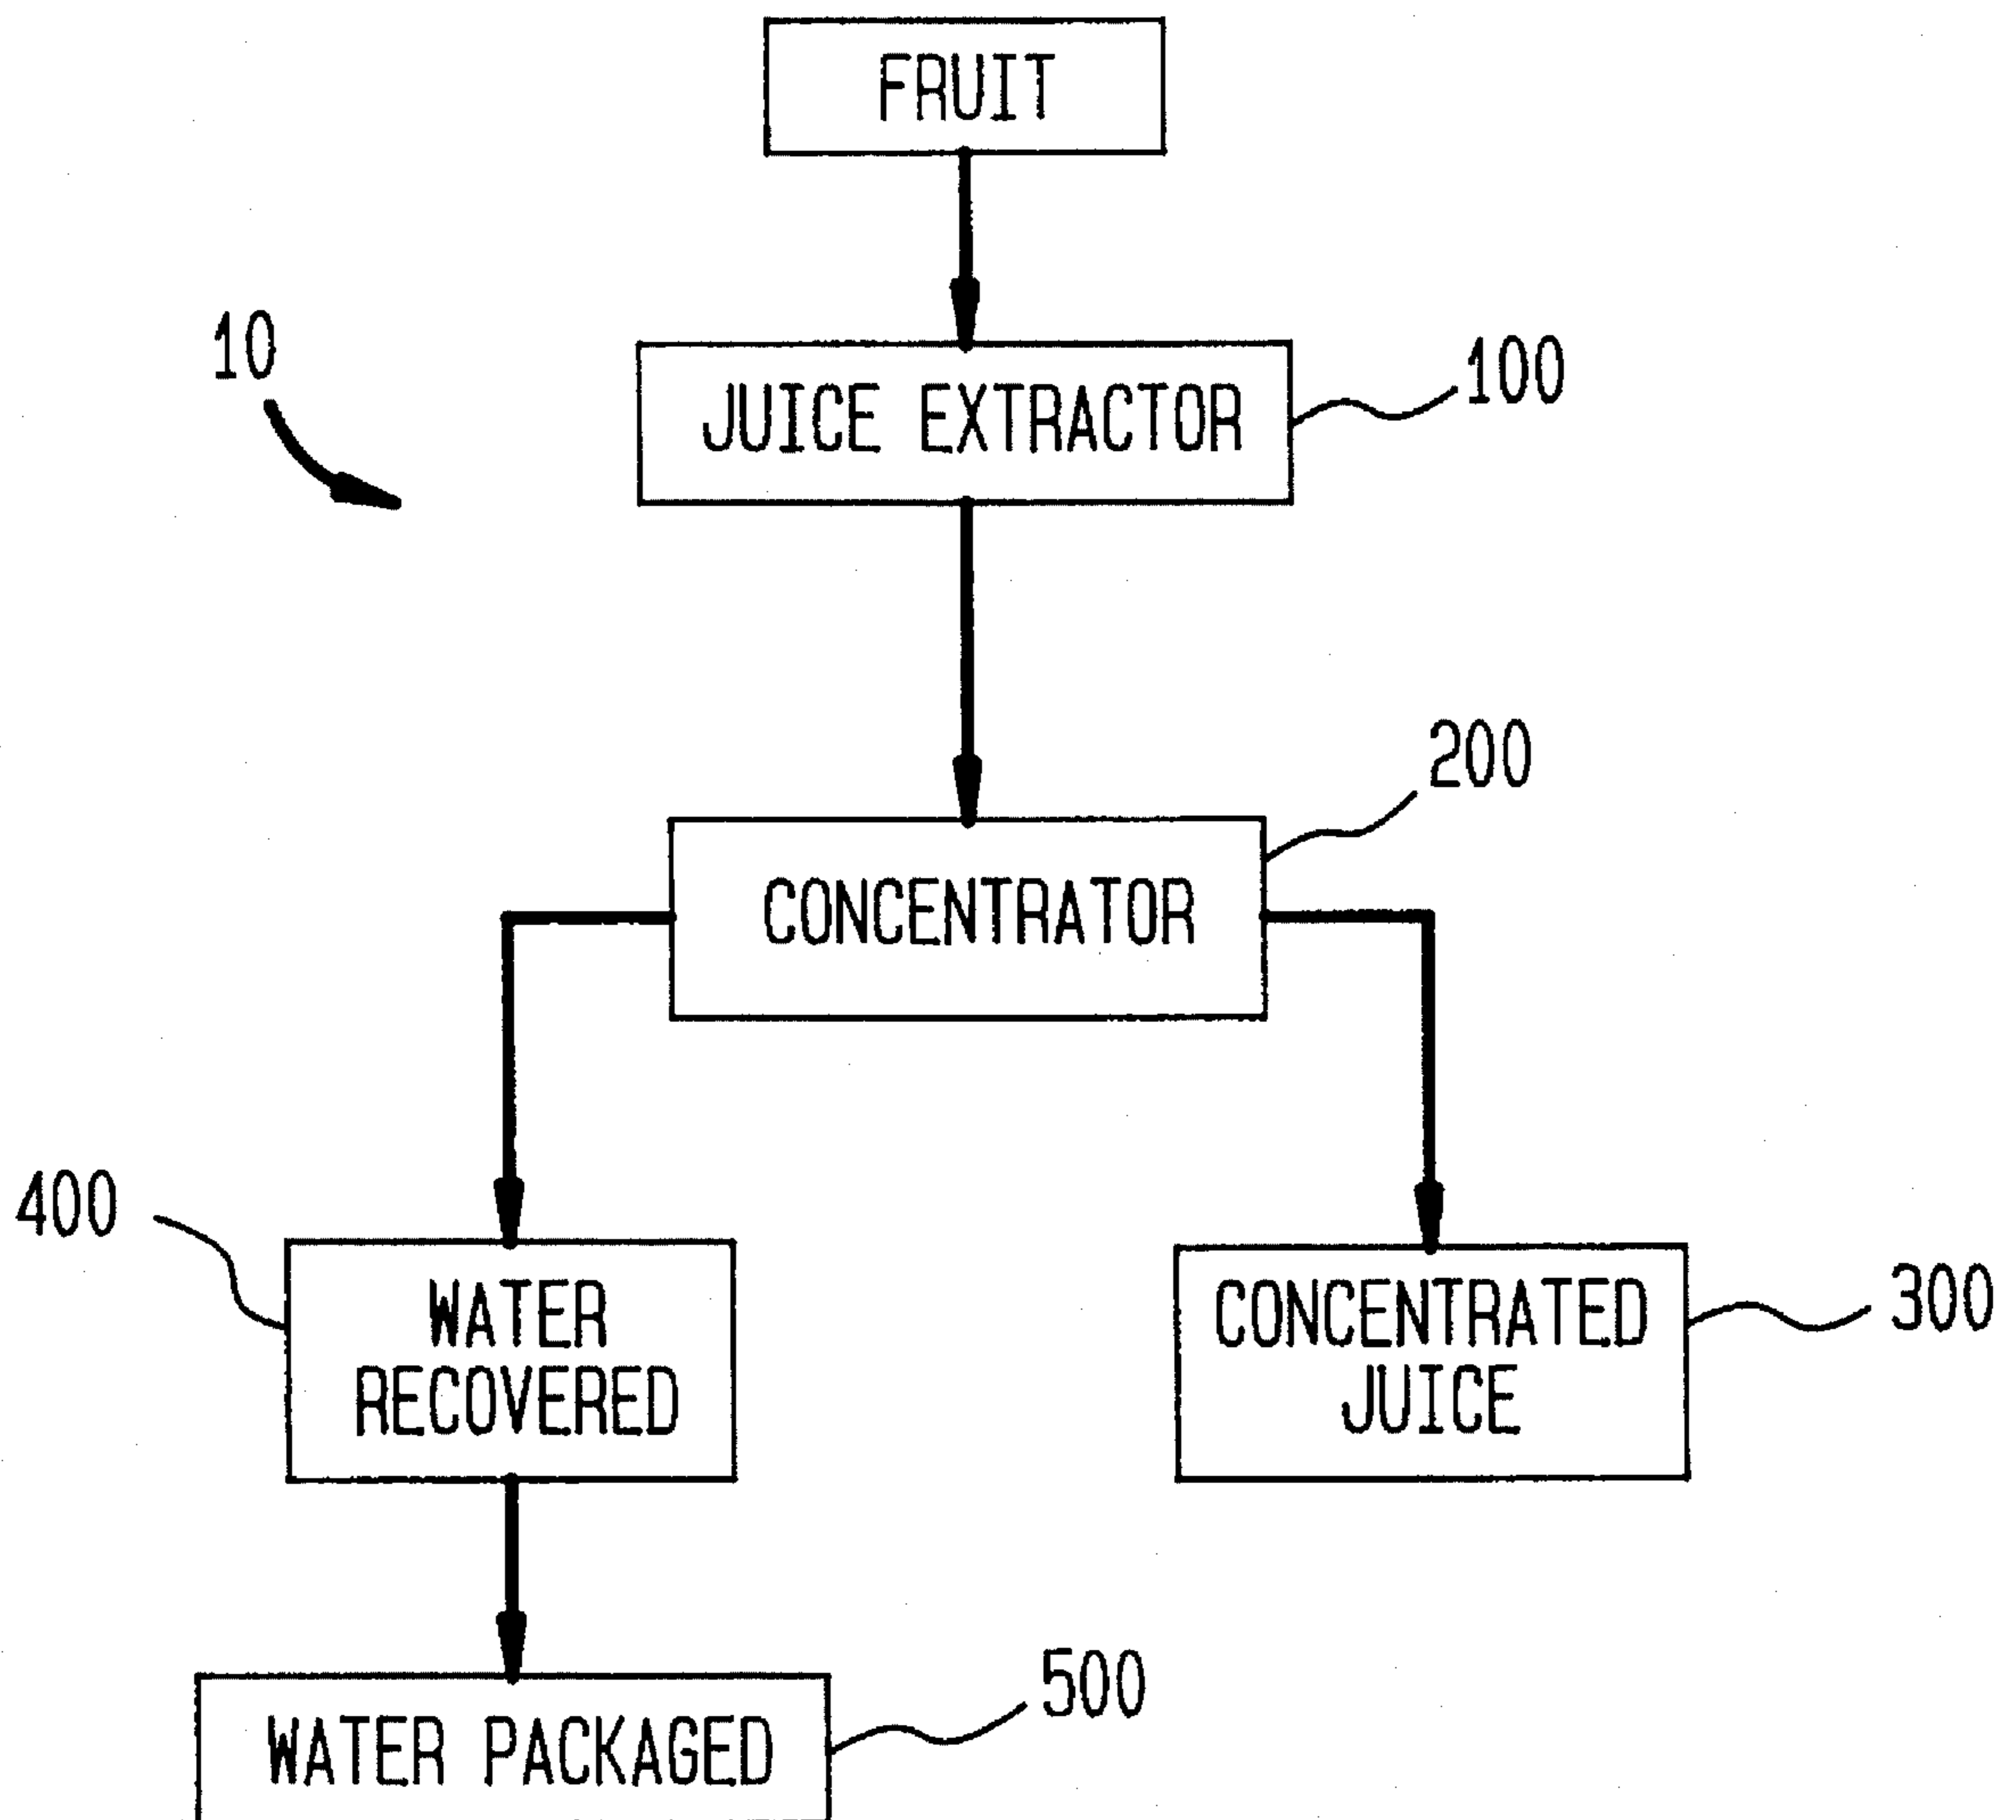 FRUIT
10
JUICE EXTRACTOR
100
200
CONCENTRATOR
400
WATER
RECOVERED
CONCENTRATED
JUICE
300
500
WATER PACKAGED